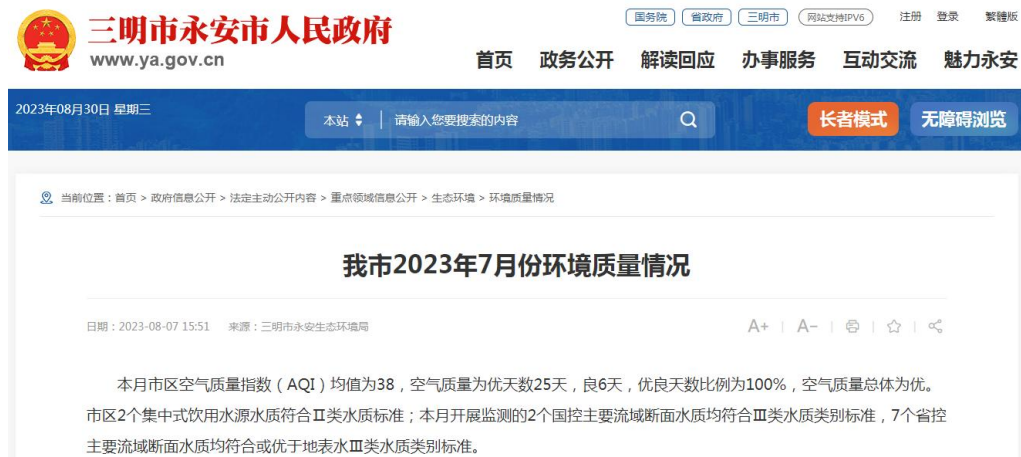 国务院 省政府 三明市 网站支持IPV6 注册 登录 繁體版
三明市永安市人民政府
www.ya.gov.cn
首页 政务公开 解读回应 办事服务 互动交流 魅力永安
2023年08月30日 星期三
本站 请输入您要搜索的内容
长者模式 无障碍浏览
当前位置：首页 > 政府信息公开 > 法定主动公开内容 > 重点领域信息公开 > 生态环境 > 环境质量情况
我市2023年7月份环境质量情况
日期：2023-08-07 15:51 来源：三明市永安生态环境局
A+ A-
本月市区空气质量指数（AQI）均值为38，空气质量为优天数25天，良6天，优良天数比例为100%，空气质量总体为优。
市区2个集中式饮用水源水质符合Ⅱ类水质标准；本月开展监测的2个国控主要流域断面水质均符合Ⅲ类水质类别标准，7个省控
主要流域断面水质均符合或优于地表水Ⅲ类水质类别标准。